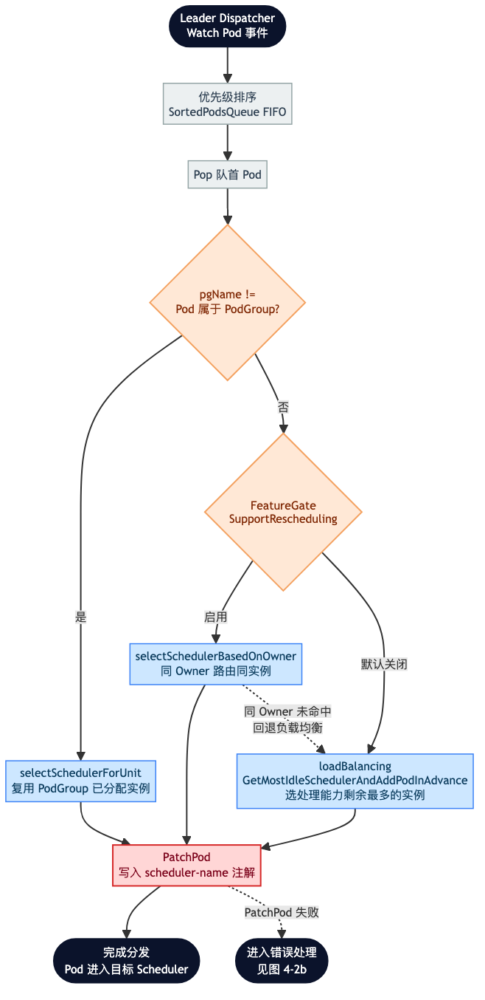 Leader Dispatcher
Watch Pod 事件
优先级排序
SortedPodsQueue FIFO
Pop 队首 Pod
pgName !=
Pod 属于 PodGroup?
否
FeatureGate
SupportRescheduling
是
启用
默认关闭
selectSchedulerBasedOnOwner
同 Owner 路由同实例
同 Owner 未命中
回退负载均衡
selectSchedulerForUnit
复用 PodGroup 已分配实例
loadBalancing
GetMostIdleSchedulerAndAddPodInAdvance
选处理能力剩余最多的实例
PatchPod
写入 scheduler-name 注解
PatchPod 失败
完成分发
Pod 进入目标 Scheduler
进入错误处理
见图 4-2b